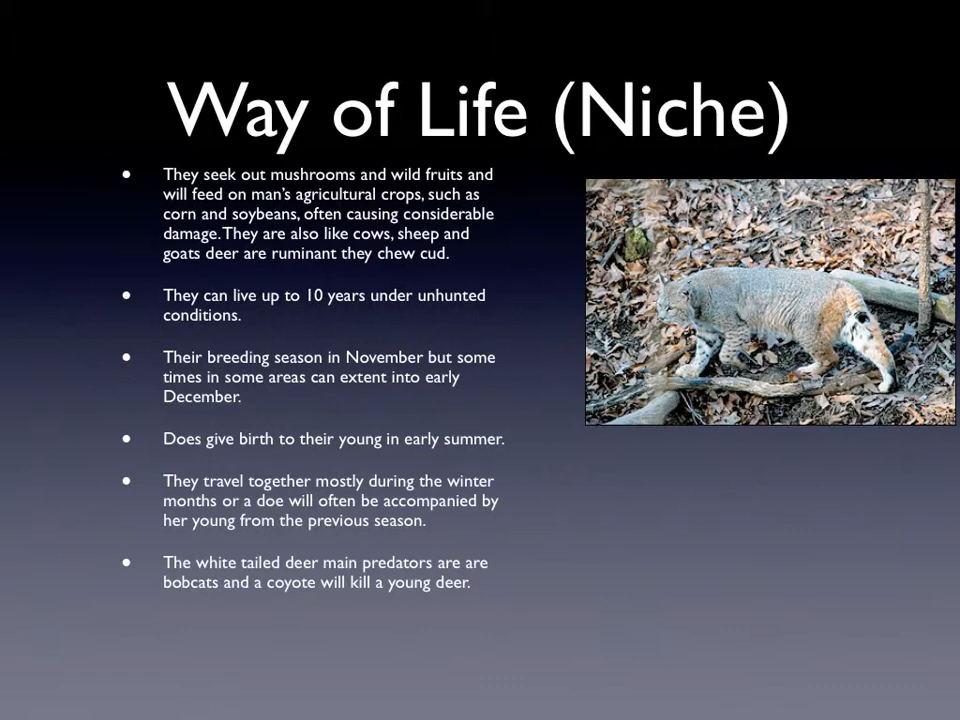 Way of Life (Niche)
• They seek out mushrooms and wild fruits and
will feed on man's agricultural crops, such as
corn and soybeans, often causing considerable
damage. They are also like cows, sheep and
goats deer are ruminant they chew cud.
• They can live up to 10 years under unhunted
conditions.
• Their breeding season in November but some
times in some areas can extent into early
December.
• Does give birth to their young in early summer.
• They travel together mostly during the winter
months or a doe will often be accompanied by
her young from the previous season.
• The white tailed deer main predators are are
bobcats and a coyote will kill a young deer.